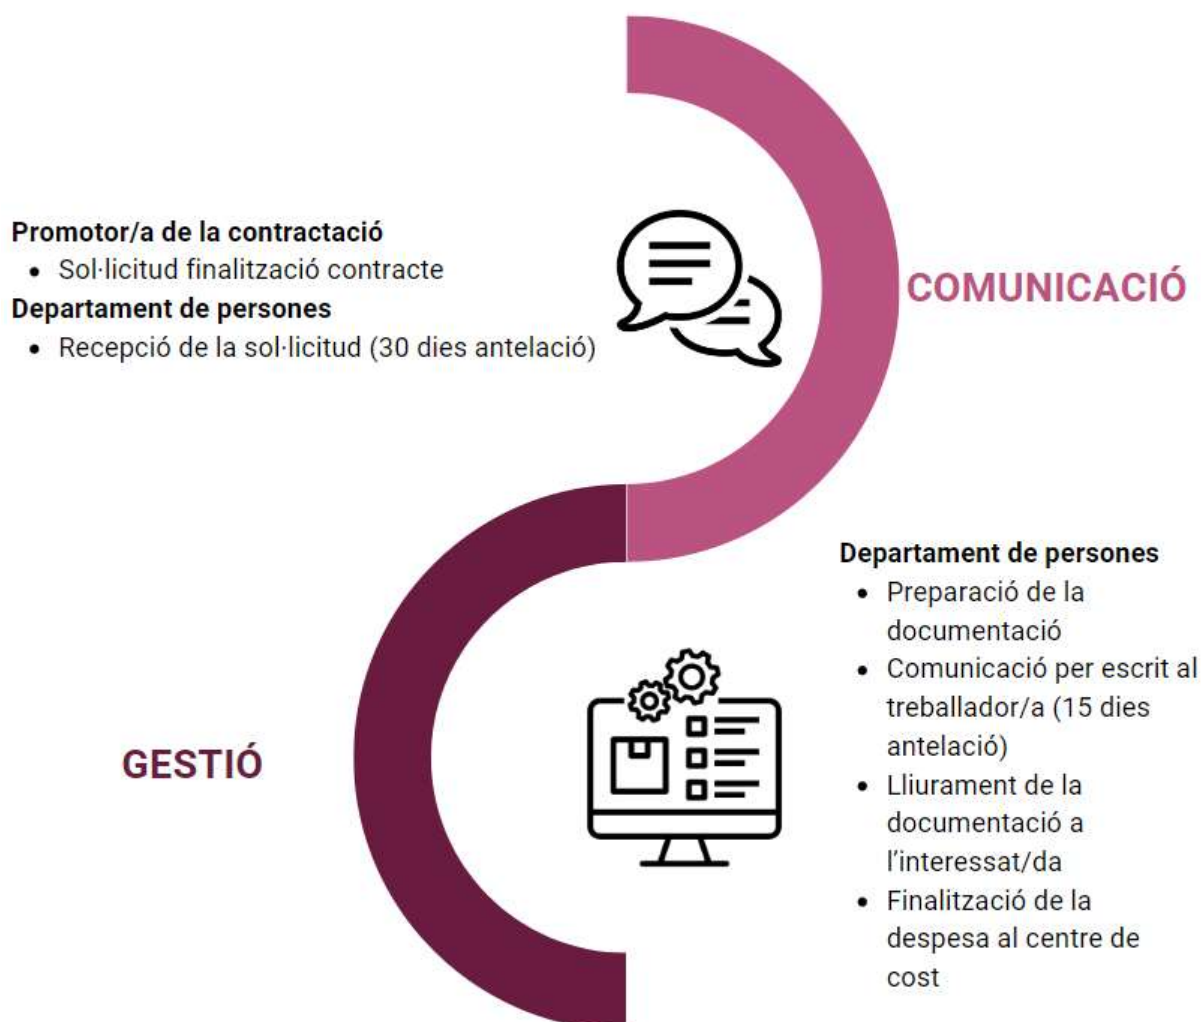 Promotor/a de la contractació
• Sol·licitud finalització contracte
Departament de persones
• Recepció de la sol·licitud (30 dies antelació)
COMUNICACIÓ
GESTIÓ
Departament de persones
• Preparació de la
documentació
• Comunicació per escrit al
treballador/a (15 dies
antelació)
• Lliurament de la
documentació a
l'interessat/da
• Finalització de la
despesa al centre de
cost